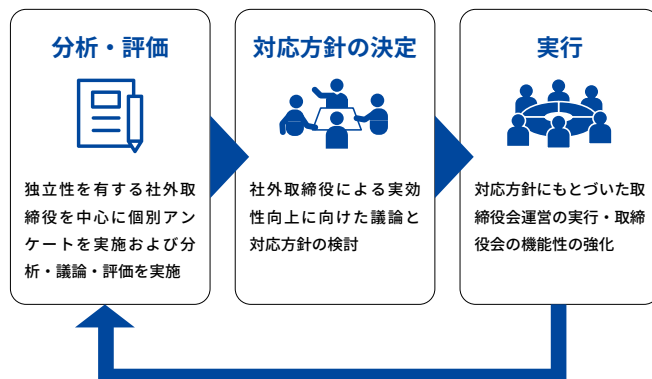 分析・評価
独立性を有する社外取
締役を中心に個別アン
ケートを実施および分
析・議論・評価を実施
対応方針の決定
社外取締役による実効
性向上に向けた議論と
対応方針の検討
実行
対応方針にもとづいた取
締役会運営の実行・取締
役会の機能性の強化